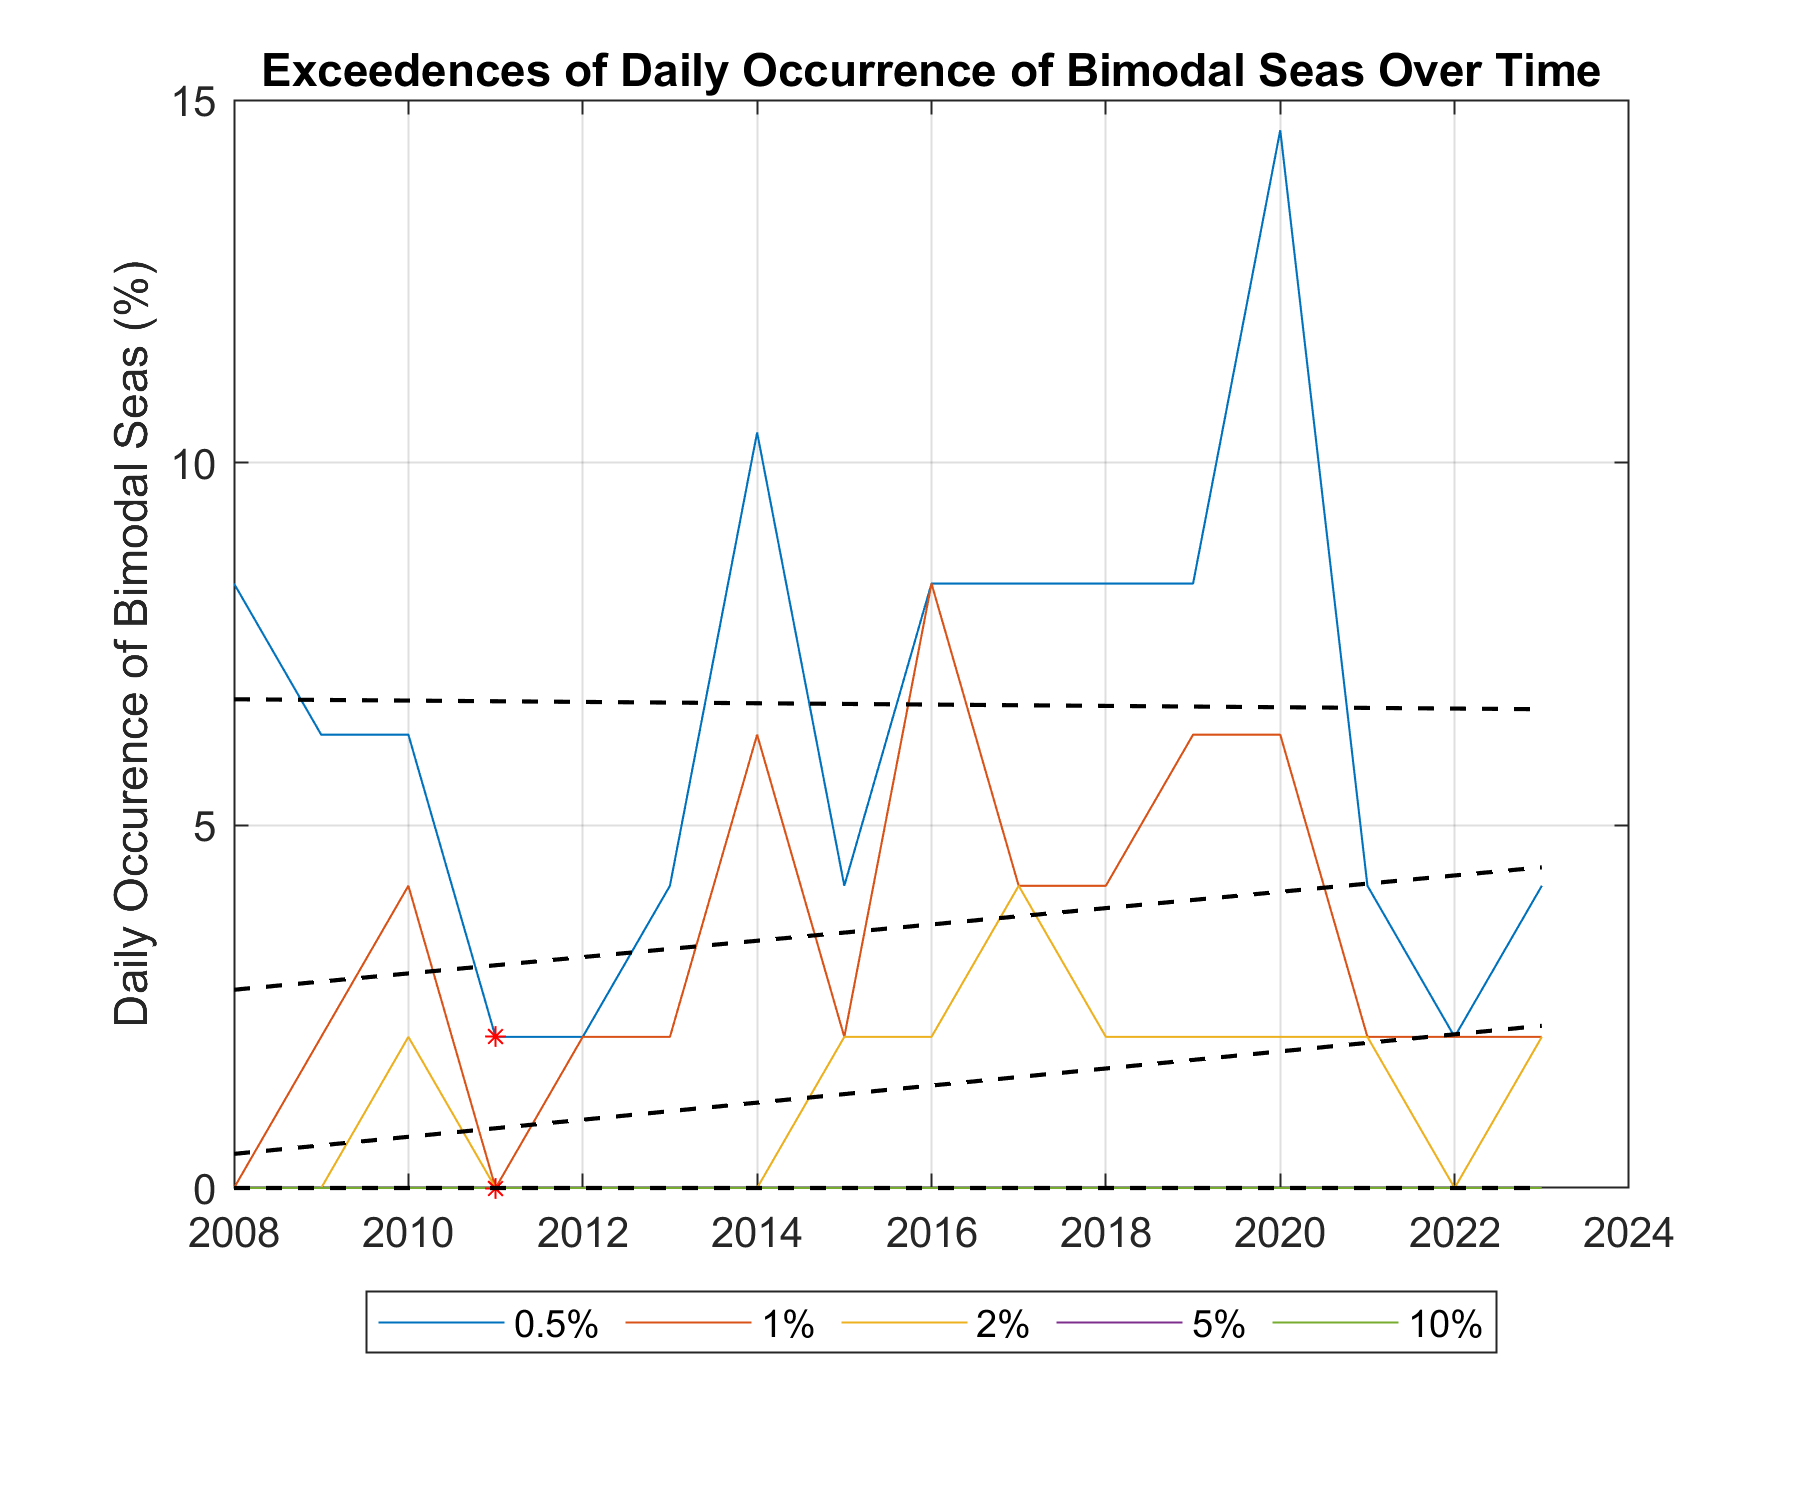 Exceedences of Daily Occurrence of Bimodal Seas Over Time
Daily Occurence of Bimodal Seas (%)
15
10
5
0
2008 2010 2012 2014 2016 2018 2020 2022 2024
0.5% 1% 2% 5% 10%